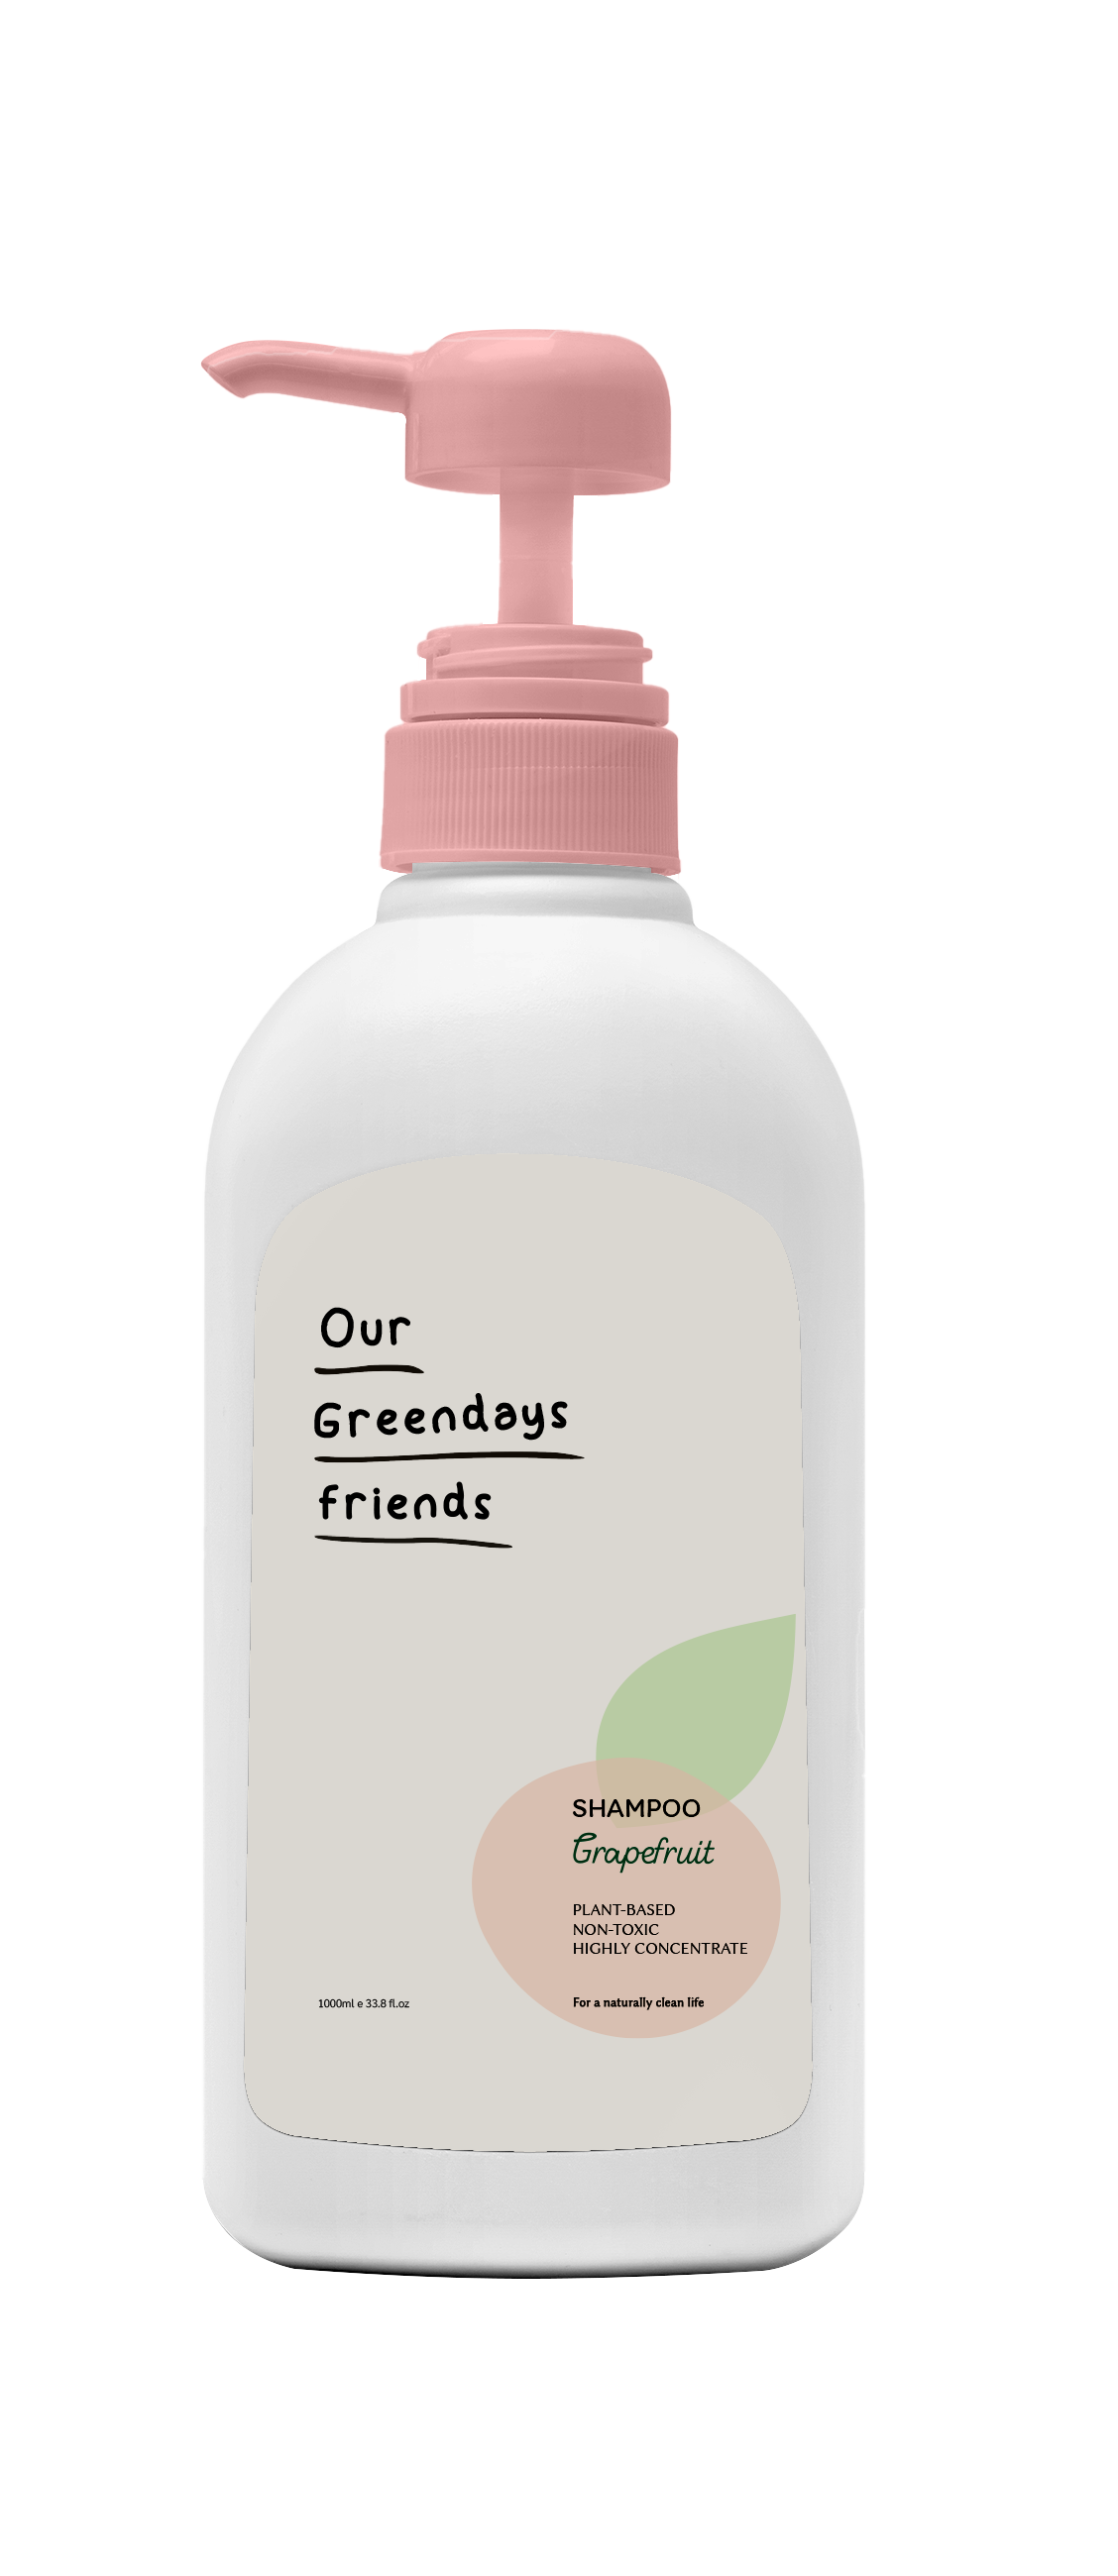 Our
Greendays
friends
SHAMPOO
Grapefruit
PLANT-BASED
NON-TOXIC
HIGHLY CONCENTRATE
1000ml e 33.8 fl.oz
For a naturally clean life